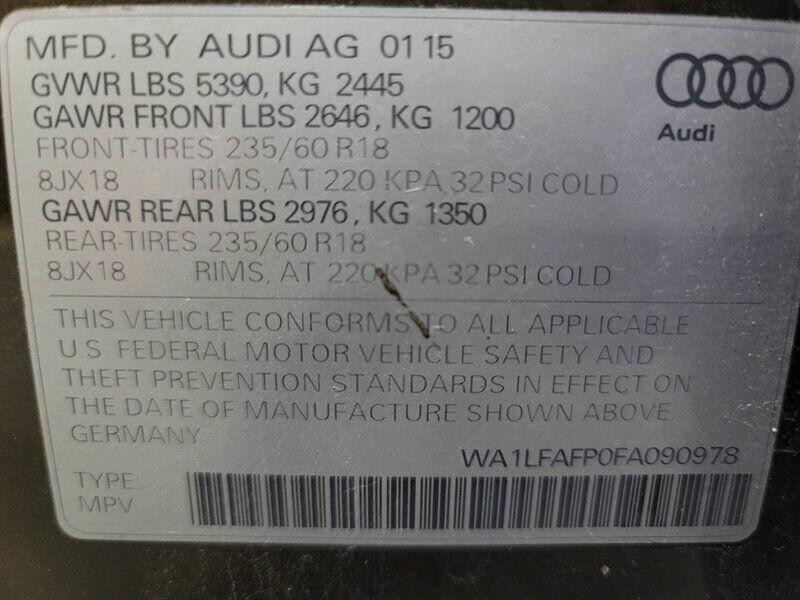 MFD. BY AUDI AG 01 15
GVWR LBS 5390, KG 2445
GAWR FRONT LBS 2646, KG 1200
FRONT-TIRES 235/60 R18
8JX18 RIMS, AT 220 KPA 32 PSI COLD
GAWR REAR LBS 2976, KG 1350
REAR-TIRES 235/60 R18
8JX18 RIMS, AT 220 KPA 32 PSI COLD
Audi
THIS VEHICLE CONFORMS TO ALL APPLICABLE
U.S. FEDERAL MOTOR VEHICLE SAFETY AND
THEFT PREVENTION STANDARDS IN EFFECT ON
THE DATE OF MANUFACTURE SHOWN ABOVE.
GERMANY
WA1LFAFP0FA090978
TYPE:
MPV